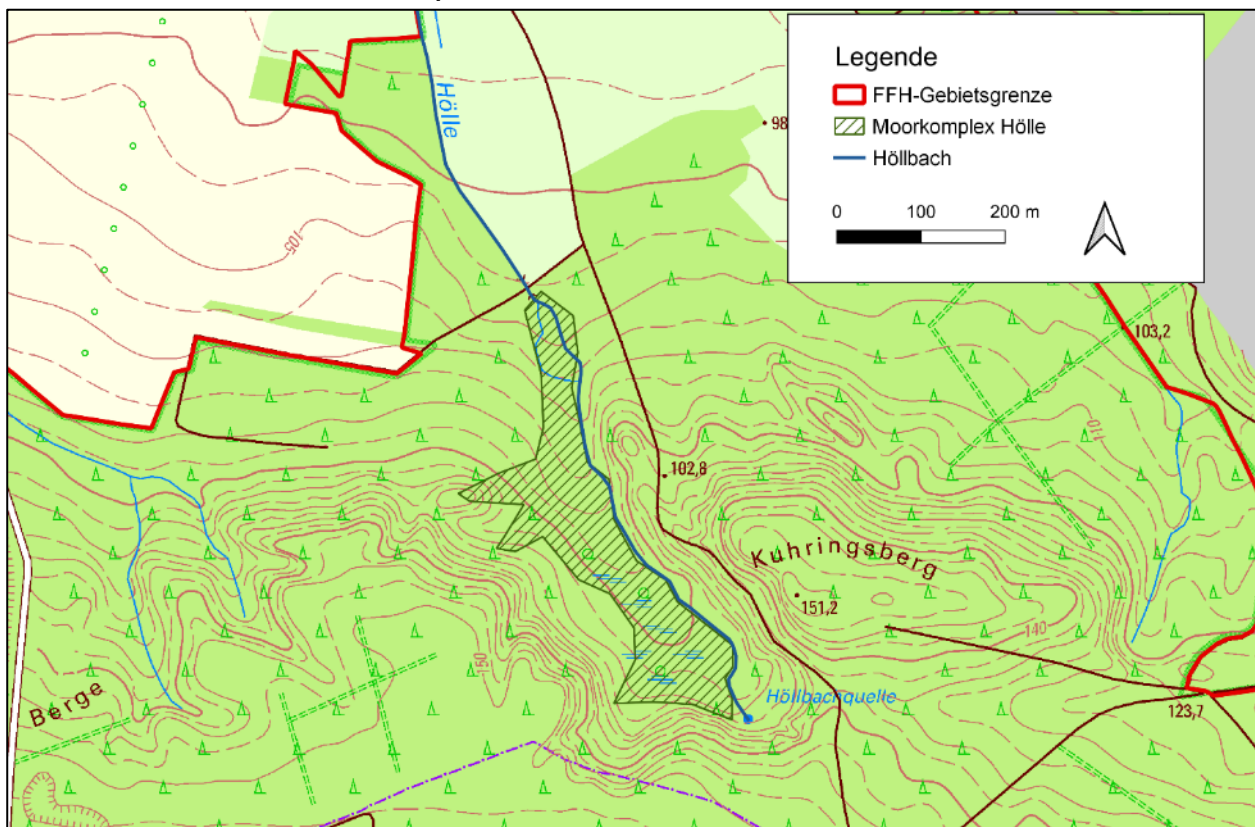 Legende
FFH-Gebietsgrenze
Moorkomplex Hölle
Höllbach
0 100 200 m
Hölle
98
105
103,2
110
102,8
Kuhringsberg
151,2
140
150
Höllbachquelle
Berge
123,7